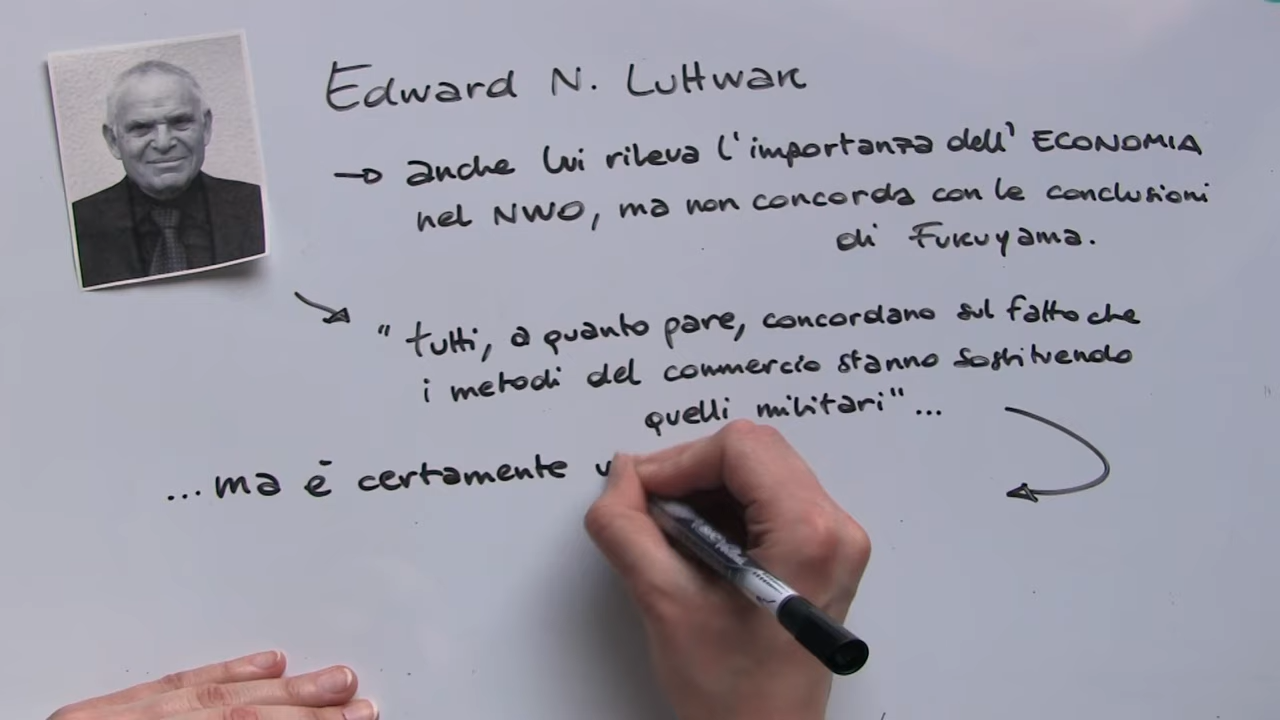 Edward N. Luttwak
→ anche lui rileva l'importanza dell' ECONOMIA
nel NWO, ma non concorda con le conclusioni
di Fukuyama.
"tutti, a quanto pare, concordano sul fatto che
i metodi del commercio stanno sostituendo
quelli militari"...
...ma è certamente